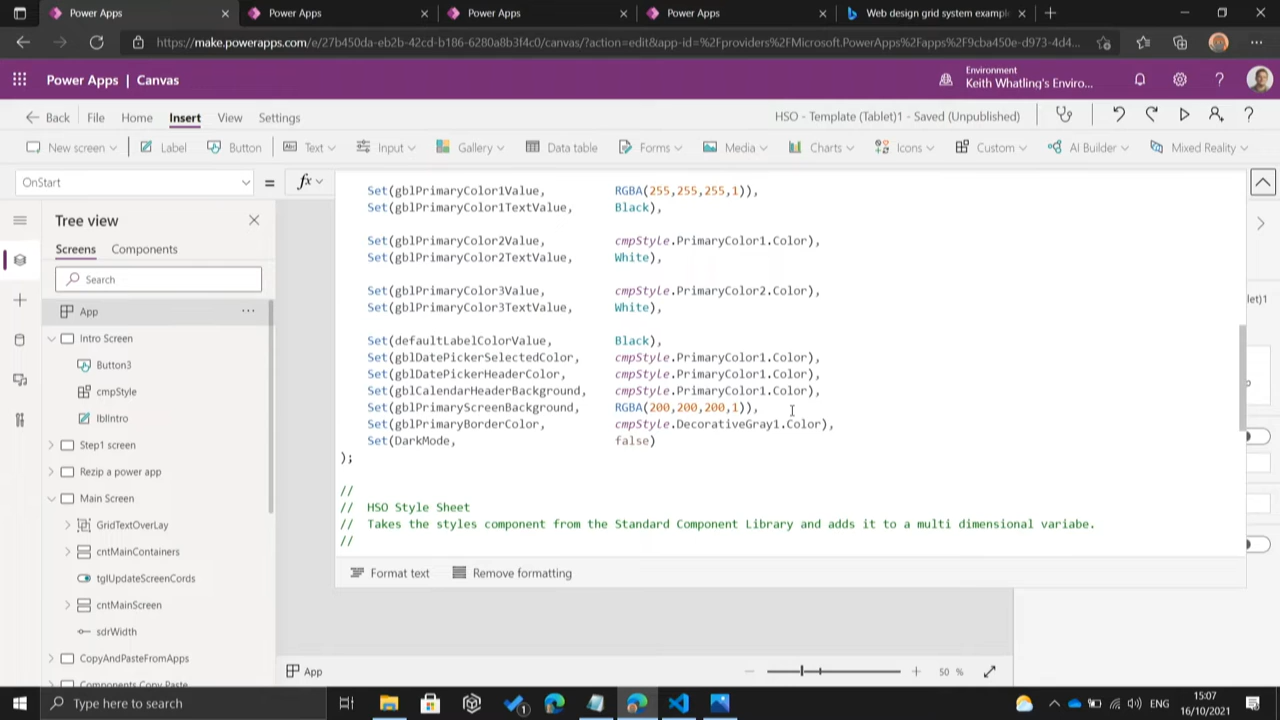 Power Apps
Power Apps
Power Apps
Power Apps
Web design grid system exampl
https://make.powerapps.com/e/27b450da-eb2b-42cd-b186-6280a8b3f4c0/canvas/?action=edit&app-id=%2Fproviders%2FMicrosoft.PowerApps%2Fapps%2F9cba450e-d973-4d4...
Power Apps | Canvas
Environment
Keith Whatling's Enviro...
Back File Home Insert View Settings
HSO - Template (Tablet)1 - Saved (Unpublished)
New screen Label Button Text Input Gallery Data table Forms Media Charts Icons Custom AI Builder Mixed Reality
OnStart = fx
Tree view
Screens Components
Search
App
Intro Screen
Button3
cmpStyle
lblIntro
Step1 screen
Rezip a power app
Main Screen
GridTextOverLay
cntMainContainers
tglUpdateScreenCords
cntMainScreen
sdrWidth
CopyAndPasteFromApps
Components Copy Paste
Set(gblPrimaryColor1Value, RGBA(255,255,255,1)),
Set(gblPrimaryColor1TextValue, Black),
Set(gblPrimaryColor2Value, cmpStyle.PrimaryColor1.Color),
Set(gblPrimaryColor2TextValue, White),
Set(gblPrimaryColor3Value, cmpStyle.PrimaryColor2.Color),
Set(gblPrimaryColor3TextValue, White),
Set(defaultLabelColorValue, Black),
Set(gblDatePickerSelectedColor, cmpStyle.PrimaryColor1.Color),
Set(gblDatePickerHeaderColor, cmpStyle.PrimaryColor1.Color),
Set(gblCalendarHeaderBackground, cmpStyle.PrimaryColor1.Color),
Set(gblPrimaryScreenBackground, RGBA(200,200,200,1)),
Set(gblPrimaryBorderColor, cmpStyle.DecorativeGray1.Color),
Set(DarkMode, false)
);
//
// HSO Style Sheet
// Takes the styles component from the Standard Component Library and adds it to a multi dimensional variabe.
//
Format text Remove formatting
let)1
App
50 %
Type here to search
1
ENG
15:07
16/10/2021